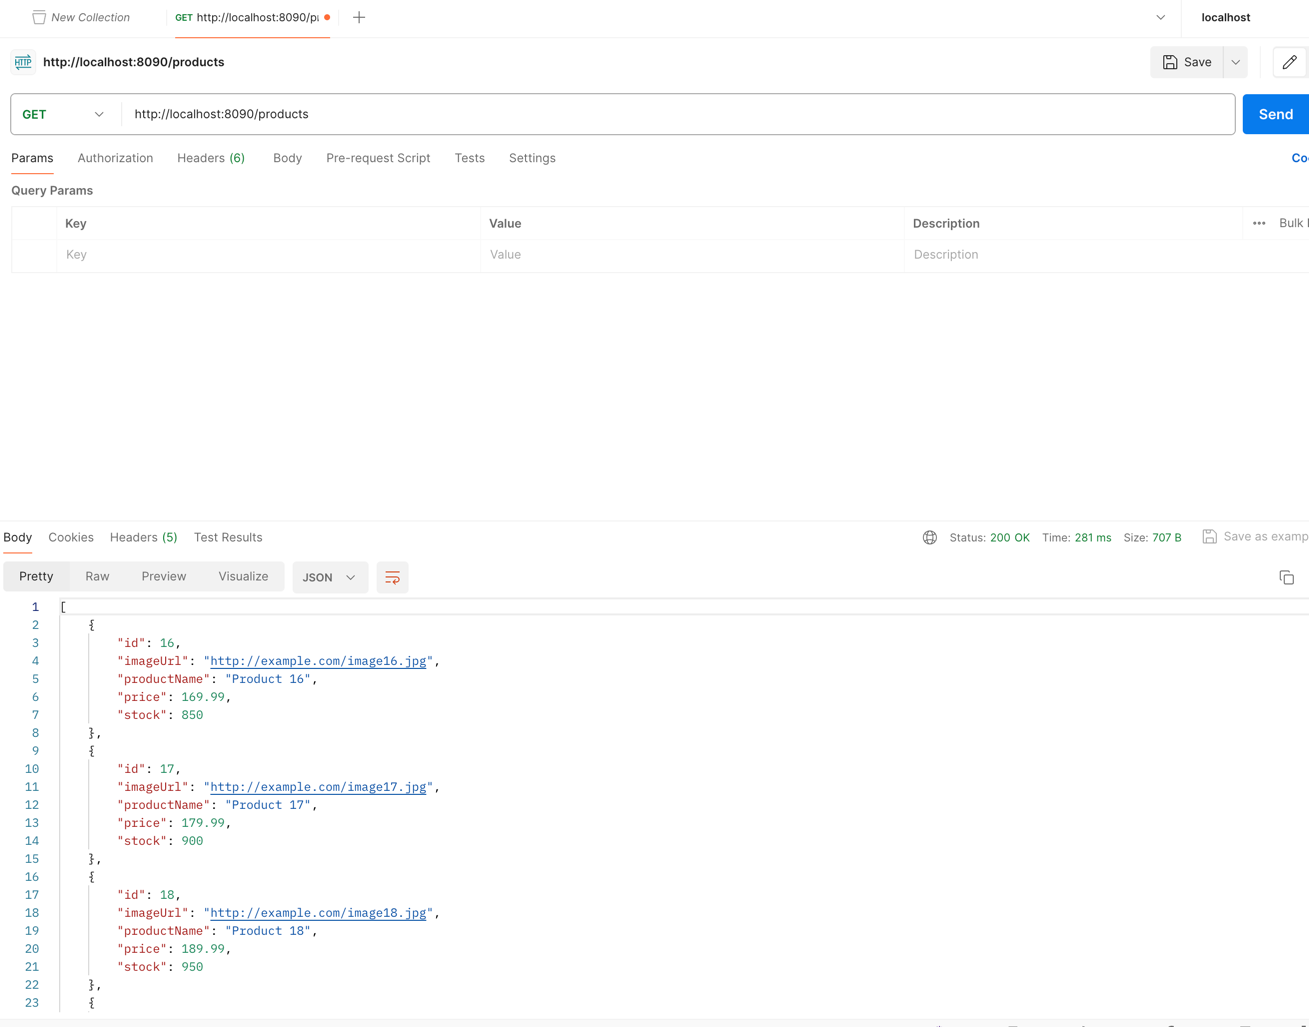 New Collection
GET http://localhost:8090/p
localhost
HTTP http://localhost:8090/products
Save
GET http://localhost:8090/products
Send
Params Authorization Headers (6) Body Pre-request Script Tests Settings
Co
Query Params
Key Value Description ••• Bulk
Key Value Description
Body Cookies Headers (5) Test Results
Status: 200 OK Time: 281 ms Size: 707 B
Save as examp
Pretty Raw Preview Visualize JSON
1 [
2 {
3 "id": 16,
4 "imageUrl": "http://example.com/image16.jpg",
5 "productName": "Product 16",
6 "price": 169.99,
7 "stock": 850
8 },
9 {
10 "id": 17,
11 "imageUrl": "http://example.com/image17.jpg",
12 "productName": "Product 17",
13 "price": 179.99,
14 "stock": 900
15 },
16 {
17 "id": 18,
18 "imageUrl": "http://example.com/image18.jpg",
19 "productName": "Product 18",
20 "price": 189.99,
21 "stock": 950
22 },
23 {